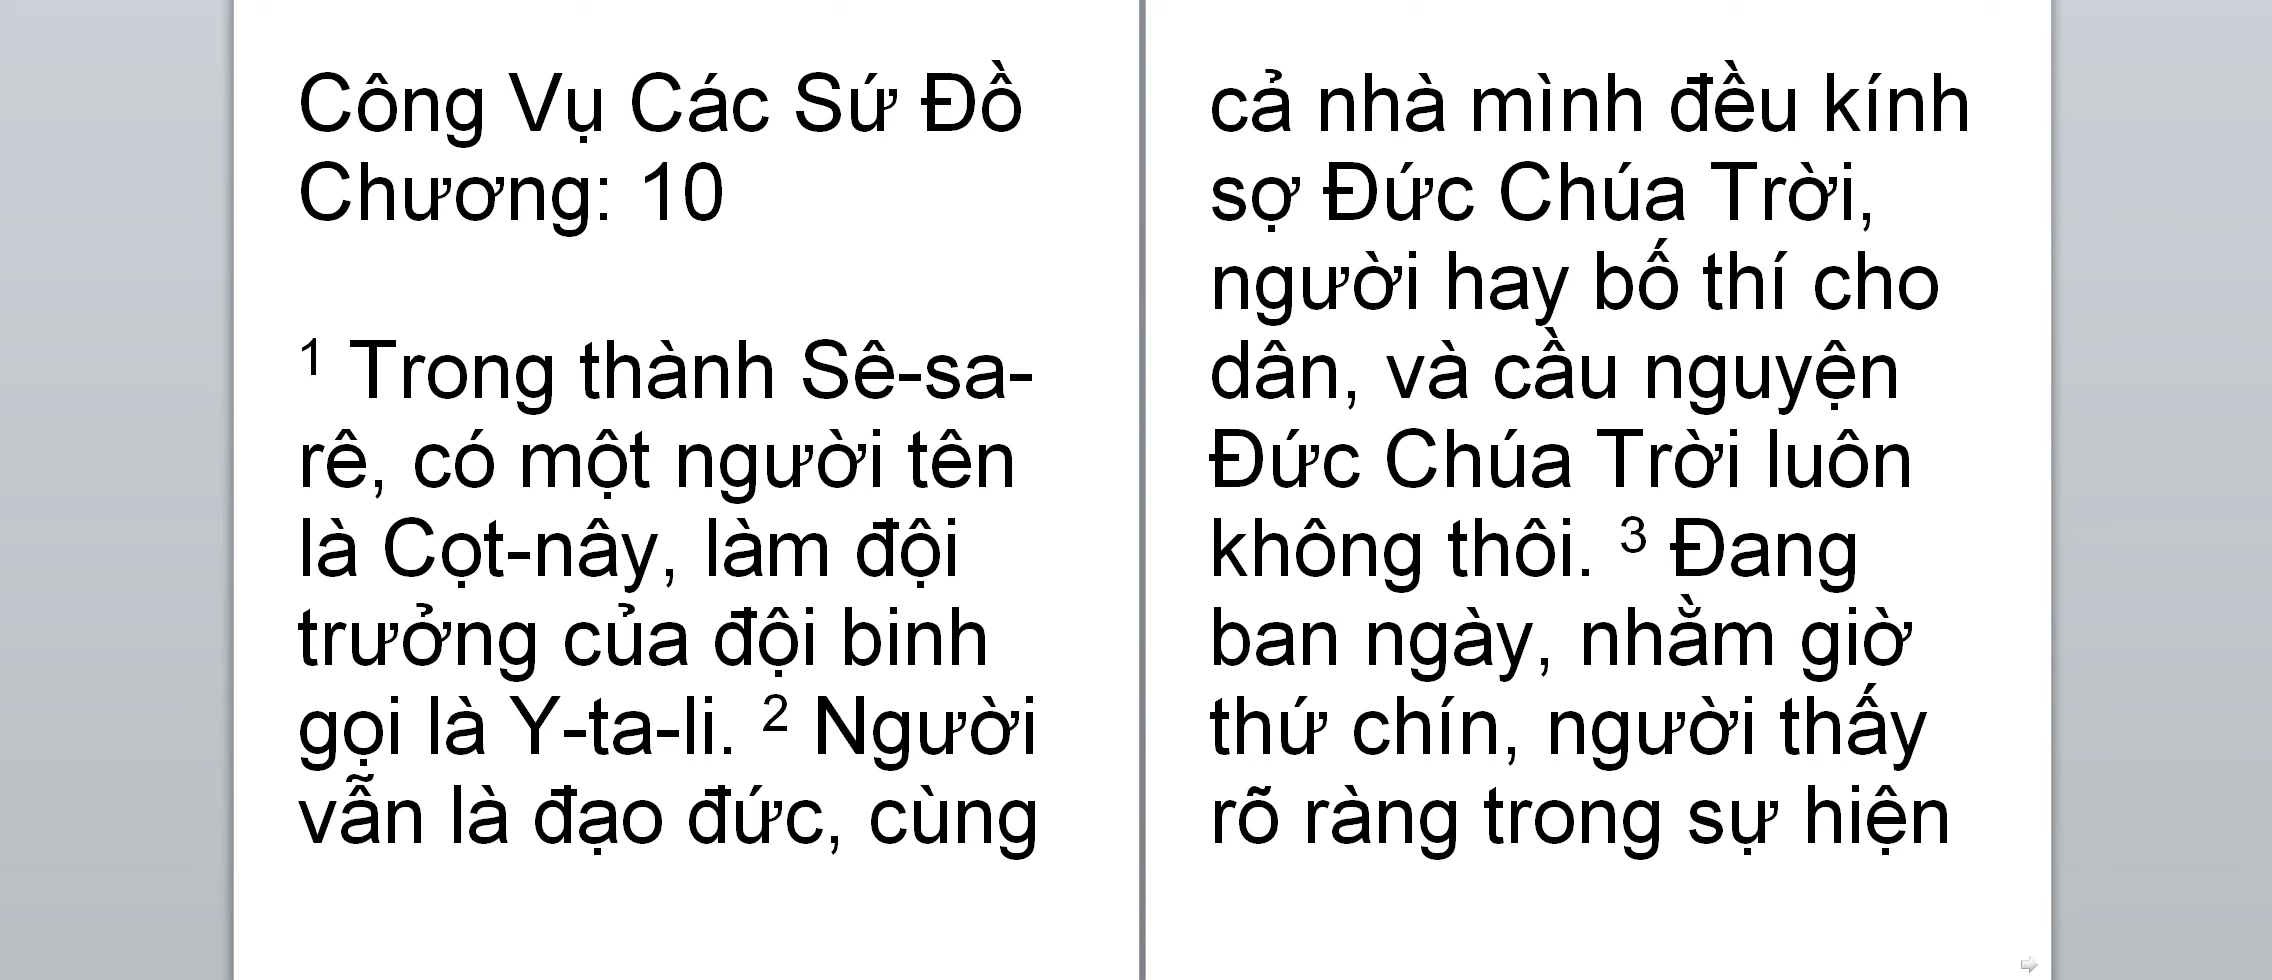 Công Vụ Các Sứ Đồ
Chương: 10
1 Trong thành Sê-sa-
rê, có một người tên
là Cọt-nây, làm đội
trưởng của đội binh
gọi là Y-ta-li. 2 Người
vẫn là đạo đức, cùng
cả nhà mình đều kính
sợ Đức Chúa Trời,
người hay bố thí cho
dân, và cầu nguyện
Đức Chúa Trời luôn
không thôi. 3 Đang
ban ngày, nhằm giờ
thứ chín, người thấy
rõ ràng trong sự hiện